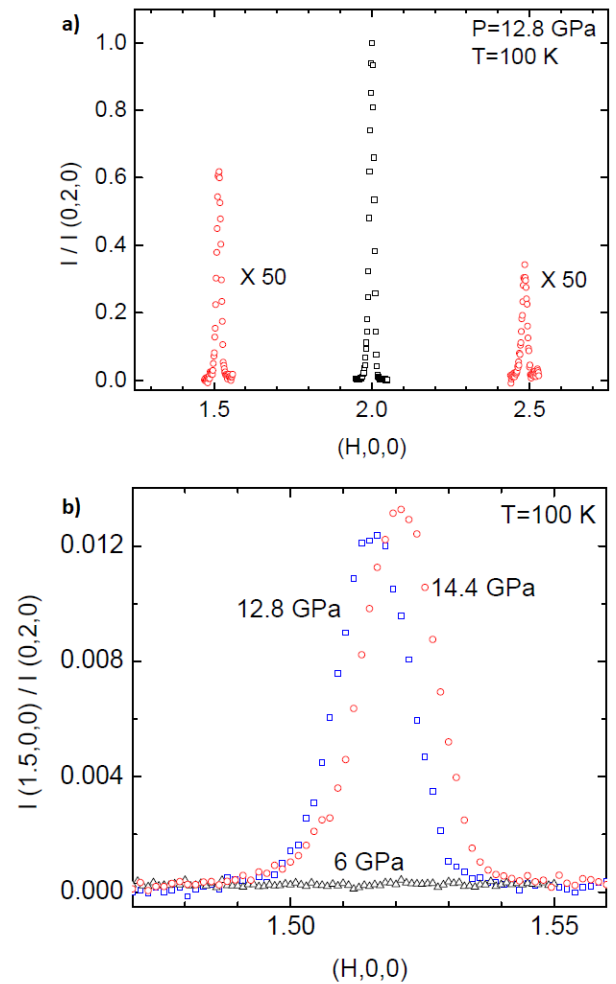 a)
P=12.8 GPa
T=100 K
I / I (0,2,0)
1.0
0.8
0.6
0.4
0.2
0.0
X 50
X 50
1.5
2.0
2.5
(H,0,0)
b)
T=100 K
I (1.5,0,0) / I (0,2,0)
0.012
0.008
0.004
0.000
12.8 GPa
14.4 GPa
6 GPa
1.50
1.55
(H,0,0)